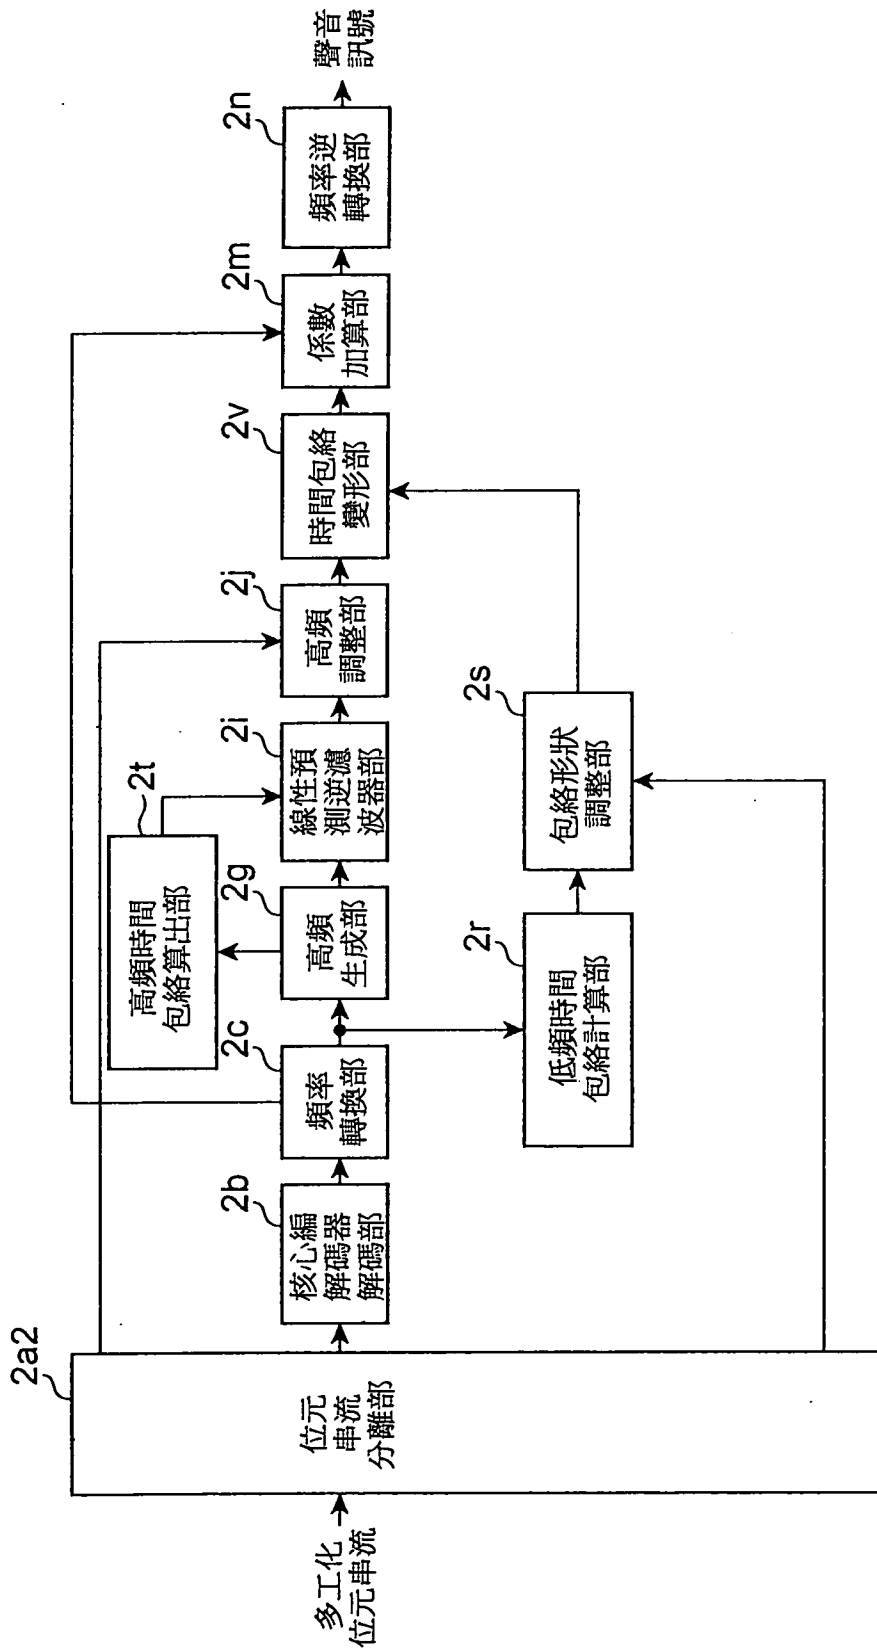 多工化
位元串流
2a2
位元
串流
分離部
2b
核心編
解碼器
解碼部
2c
頻率
轉換部
2g
高頻
生成部
2t
高頻時間
包絡算出部
2i
線性預
測逆濾
波器部
2j
高頻
調整部
2v
時間包絡
變形部
2m
係數
加算部
2n
頻率逆
轉換部
聲音
訊號
2r
低頻時間
包絡計算部
2s
包絡形狀
調整部